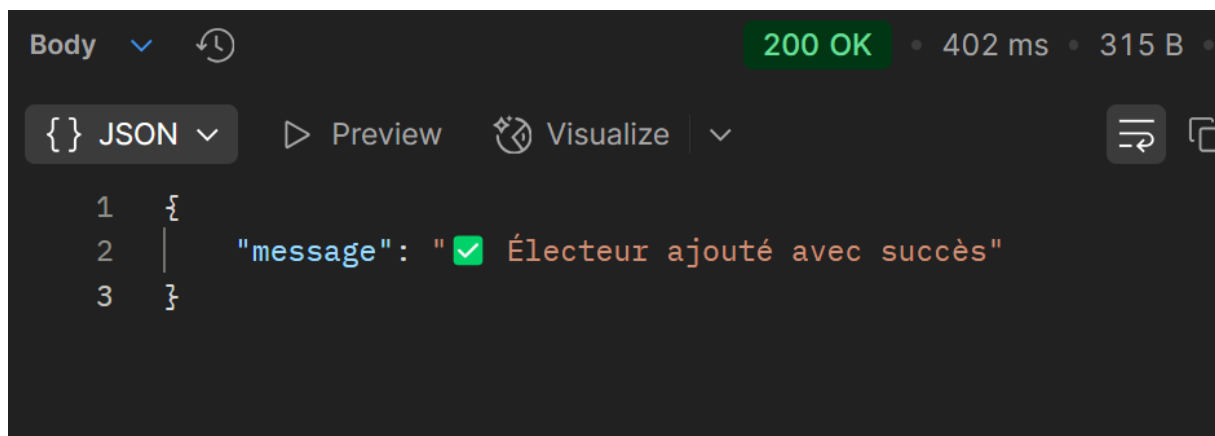 Body 200 OK • 402 ms • 315 B •
{} JSON Preview Visualize
1 {
2 "message": "✅ Électeur ajouté avec succès"
3 }